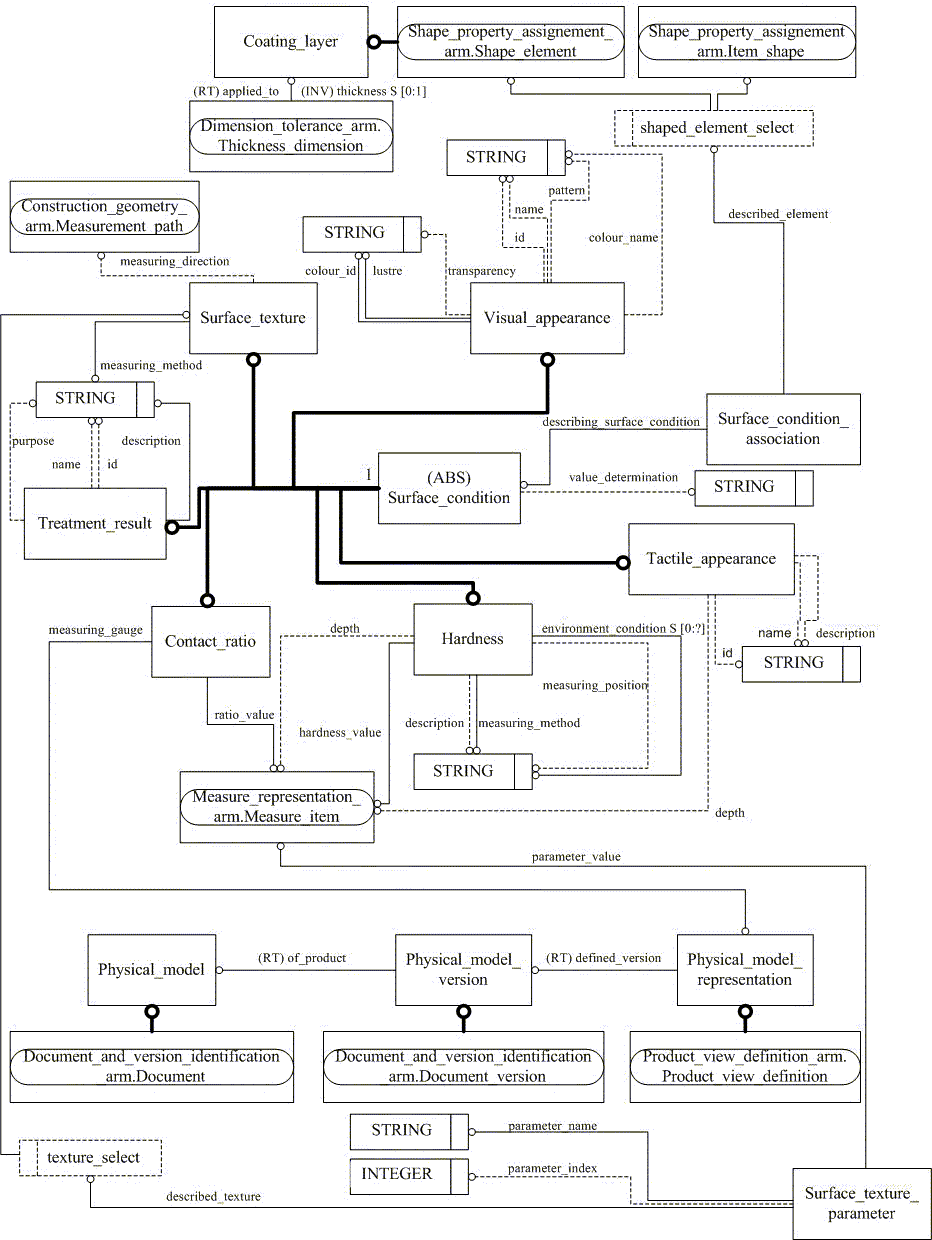 Coating_layer
Shape_property_assignement_
arm.Shape_element
Shape_property_assignement_
arm.Item_shape
(RT) applied_to
(INV) thickness S [0:1]
Dimension_tolerance_arm.
Thickness_dimension
shaped_element_select
STRING
pattern
name
id
colour_name
described_element
Construction_geometry_
arm.Measurement_path
measuring_direction
STRING
colour_id
lustre
transparency
Surface_texture
Visual_appearance
measuring_method
STRING
purpose
description
name
id
Treatment_result
1
(ABS)
Surface_condition
describing_surface_condition
Surface_condition_
association
value_determination
STRING
Tactile_appearance
name
description
id
STRING
measuring_gauge
Contact_ratio
depth
Hardness
environment_condition S [0:?]
measuring_position
ratio_value
hardness_value
description
measuring_method
STRING
Measure_representation_
arm.Measure_item
depth
parameter_value
Physical_model
(RT) of_product
Physical_model_
version
(RT) defined_version
Physical_model_
representation
Document_and_version_identification
_arm.Document
Document_and_version_identification
_arm.Document_version
Product_view_definition_arm.
Product_view_definition
STRING
parameter_name
texture_select
INTEGER
parameter_index
described_texture
Surface_texture_
parameter